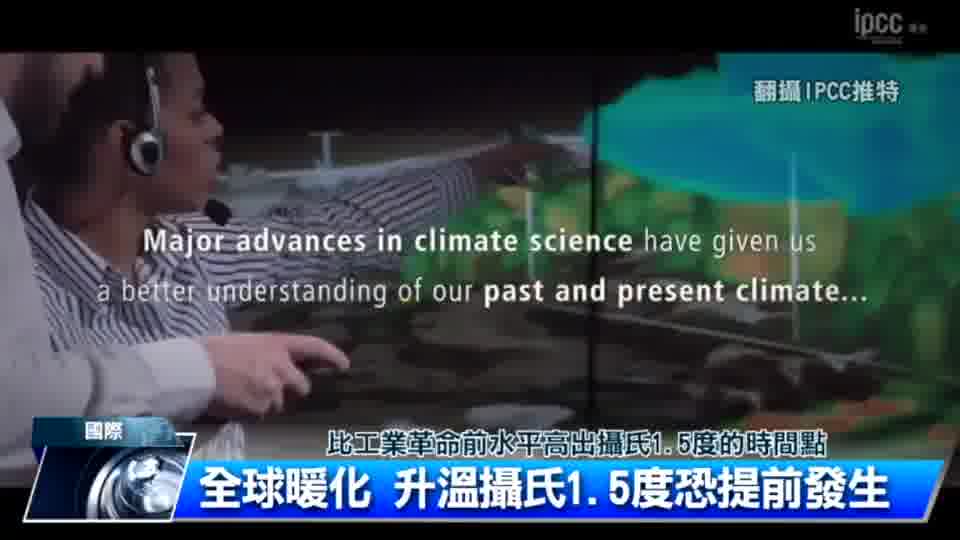 ipcc
翻攝IPCC推特
Major advances in climate science have given us
a better understanding of our past and present climate...
國際
比工業革命前水平高出攝氏1.5度的時間點
全球暖化 升溫攝氏1.5度恐提前發生